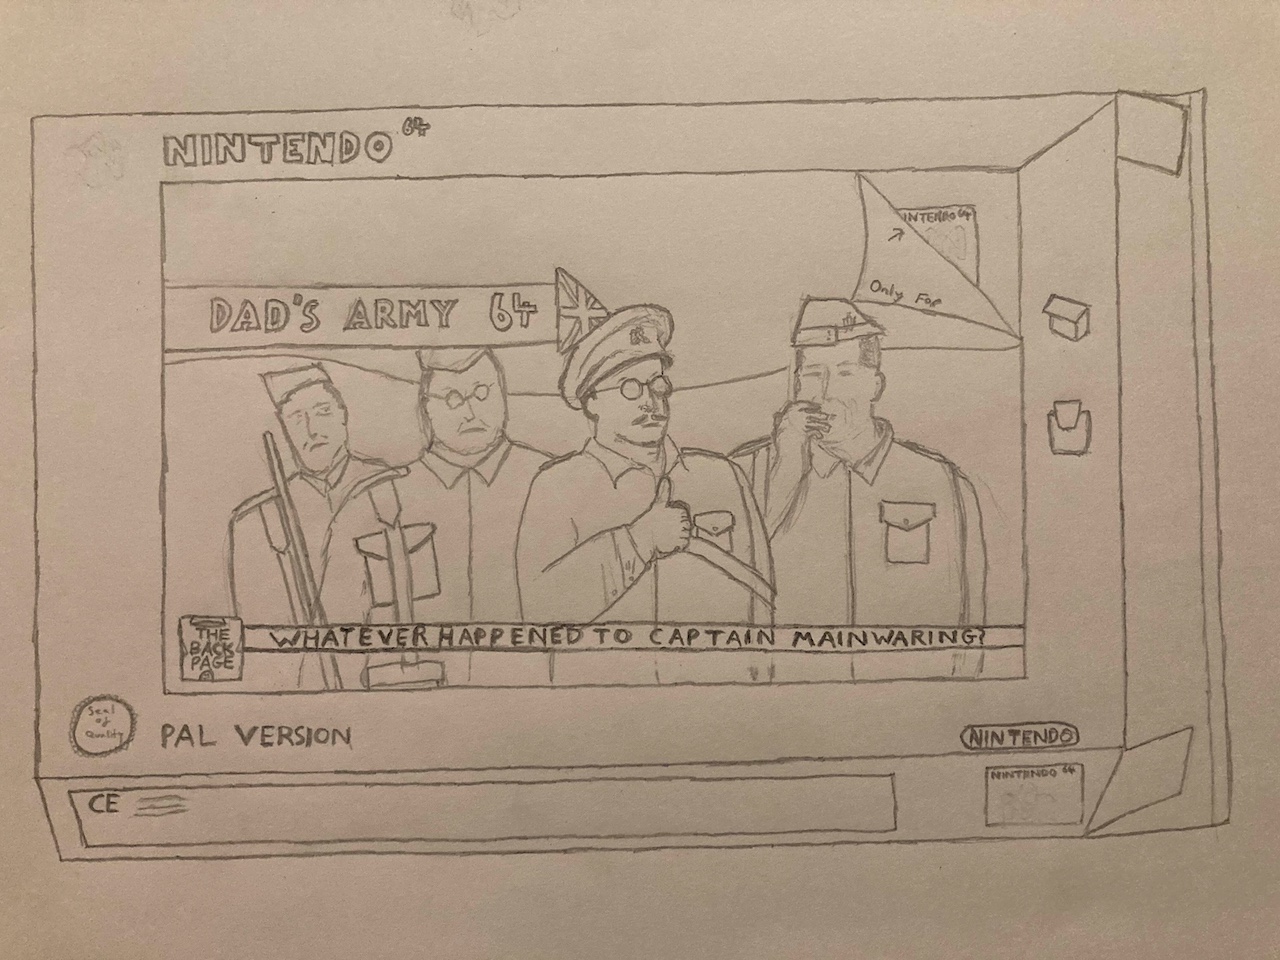 NINTENDO 64
INTENDO 64
Only For
DAD'S ARMY 64
R
THE
BACK
PAGE
WHATEVER HAPPENED TO CAPTAIN MAINWARING?
Seal
of
Quality
PAL VERSION
NINTENDO
CE
NINTENDO 64